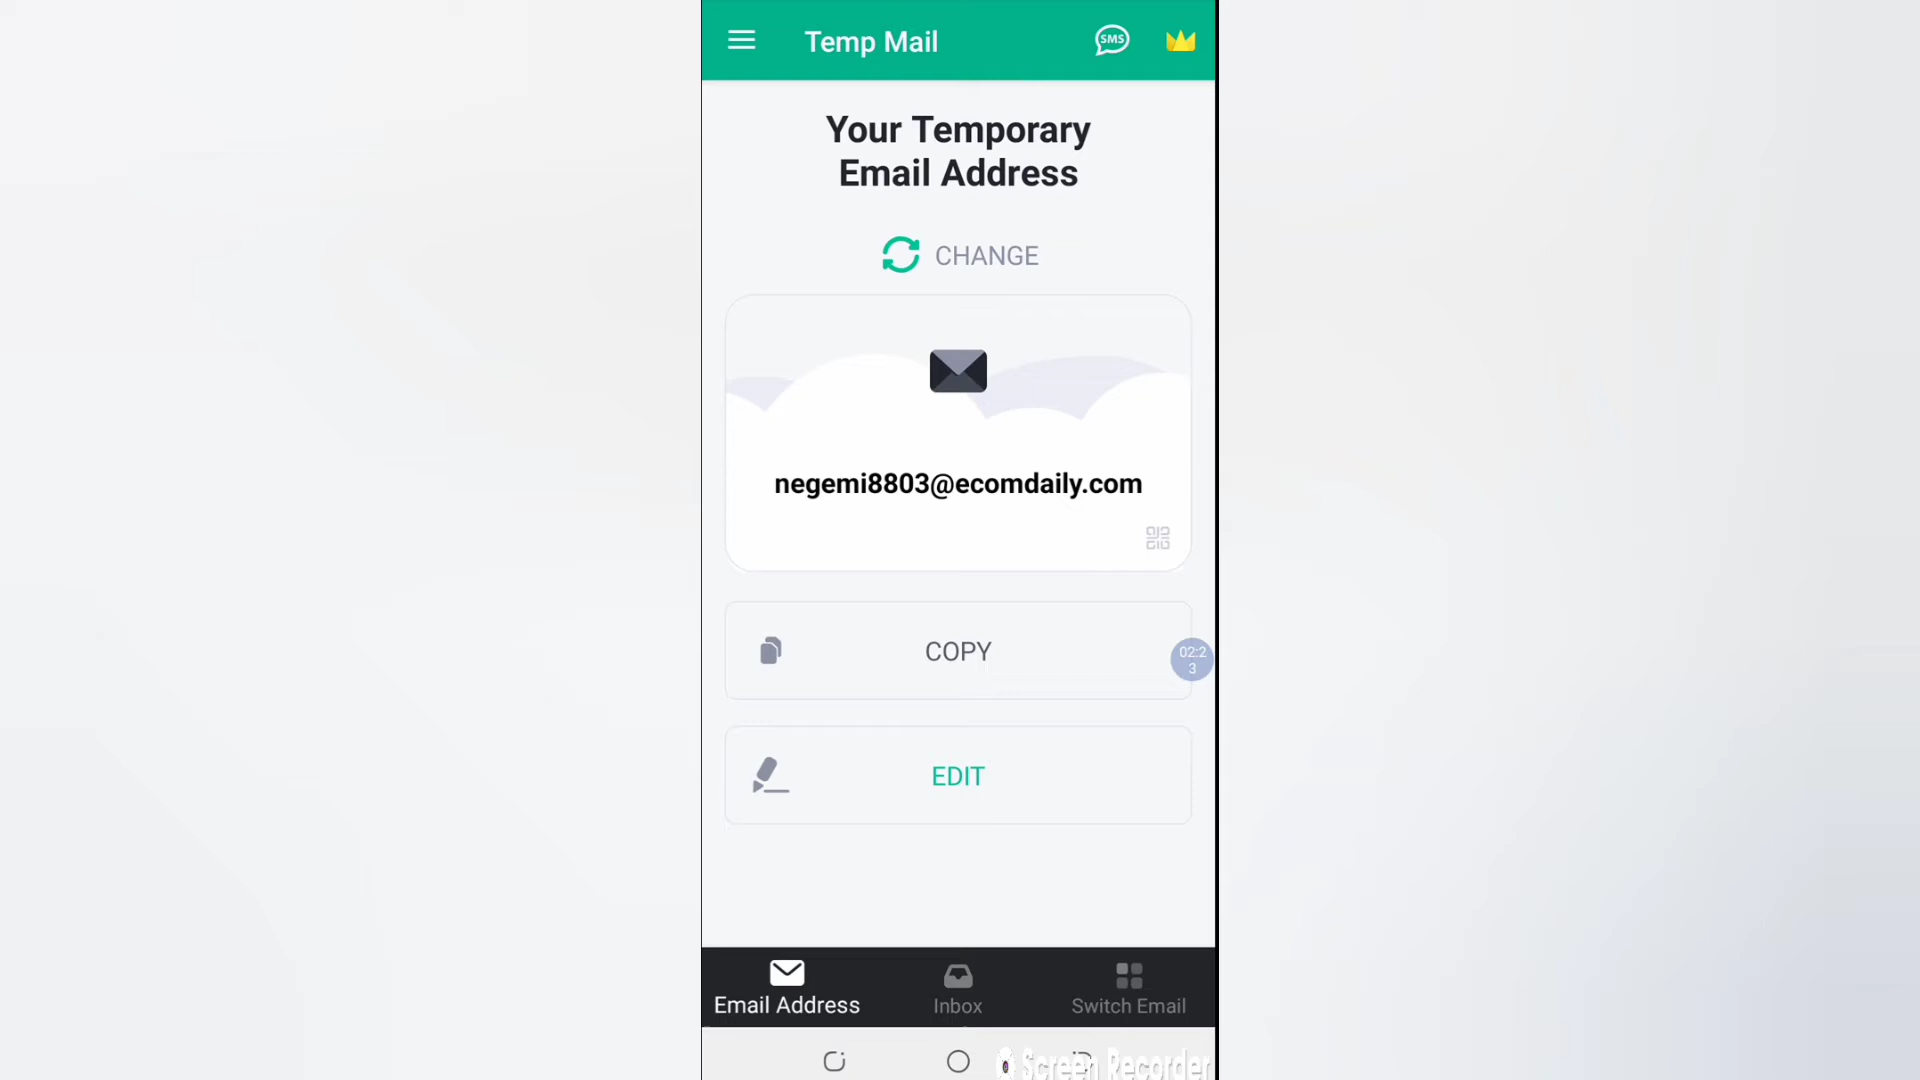 Temp Mail
SMS
Your Temporary
Email Address
CHANGE
negemi8803@ecomdaily.com
COPY
02:2
3
EDIT
Email Address
Inbox
Switch Email
Screen Recorder